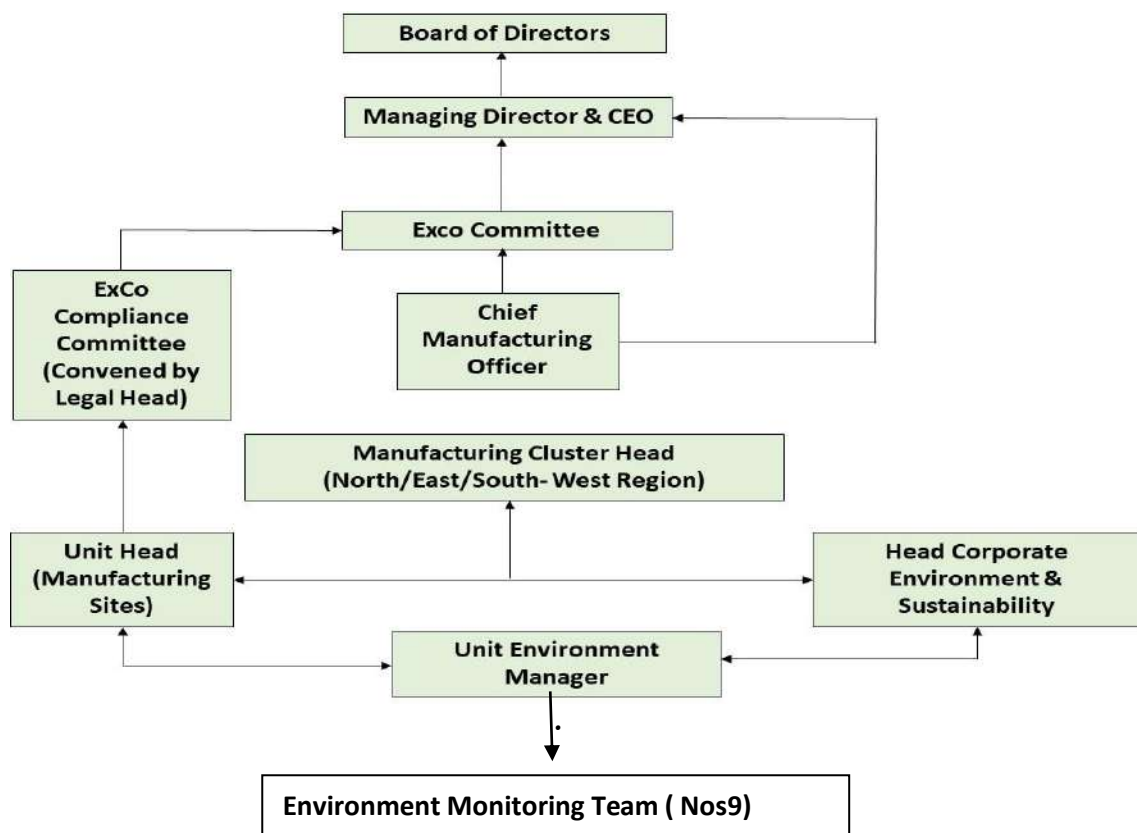 Board of Directors
Managing Director & CEO
Exco Committee
ExCo
Compliance
Committee
(Convened by
Legal Head)
Chief
Manufacturing
Officer
Manufacturing Cluster Head
(North/East/South- West Region)
Unit Head
(Manufacturing
Sites)
Head Corporate
Environment &
Sustainability
Unit Environment
Manager
.
Environment Monitoring Team ( Nos9)